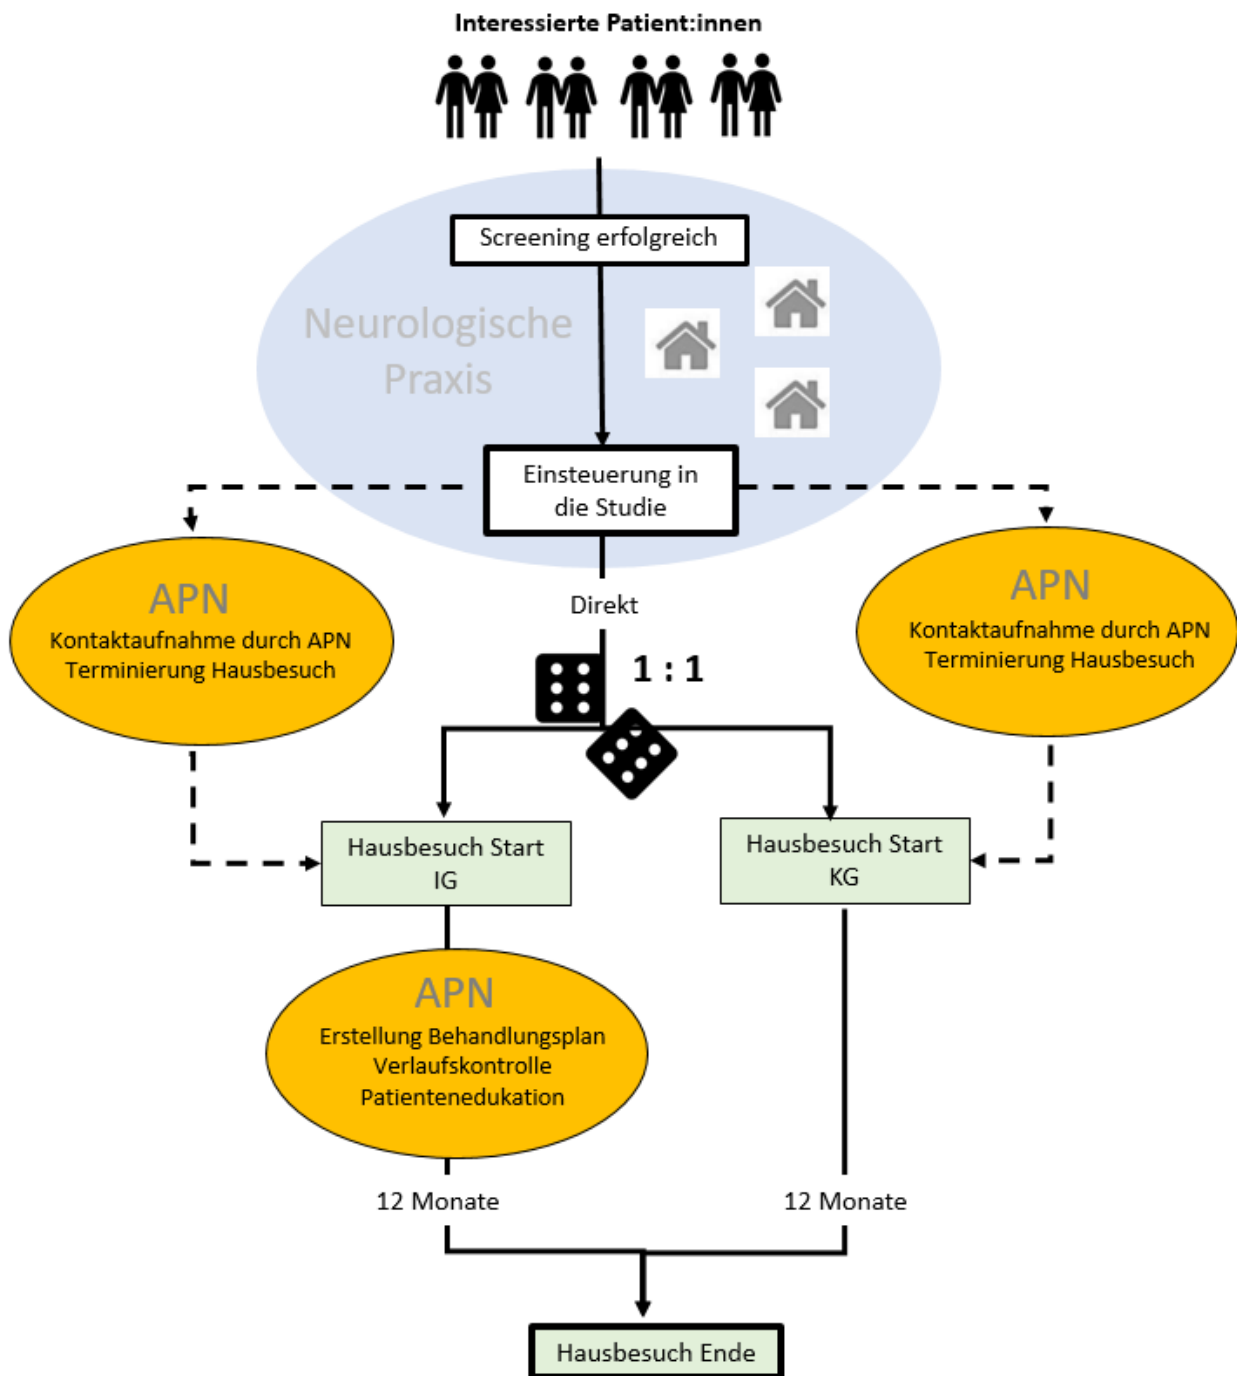 Interessierte Patient:innen
Screening erfolgreich
Neurologische
Praxis
Einsteuerung in
die Studie
APN
Kontaktaufnahme durch APN
Terminierung Hausbesuch
APN
Kontaktaufnahme durch APN
Terminierung Hausbesuch
Direkt
1 : 1
Hausbesuch Start
IG
Hausbesuch Start
KG
APN
Erstellung Behandlungsplan
Verlaufskontrolle
Patientenedukation
12 Monate
12 Monate
Hausbesuch Ende